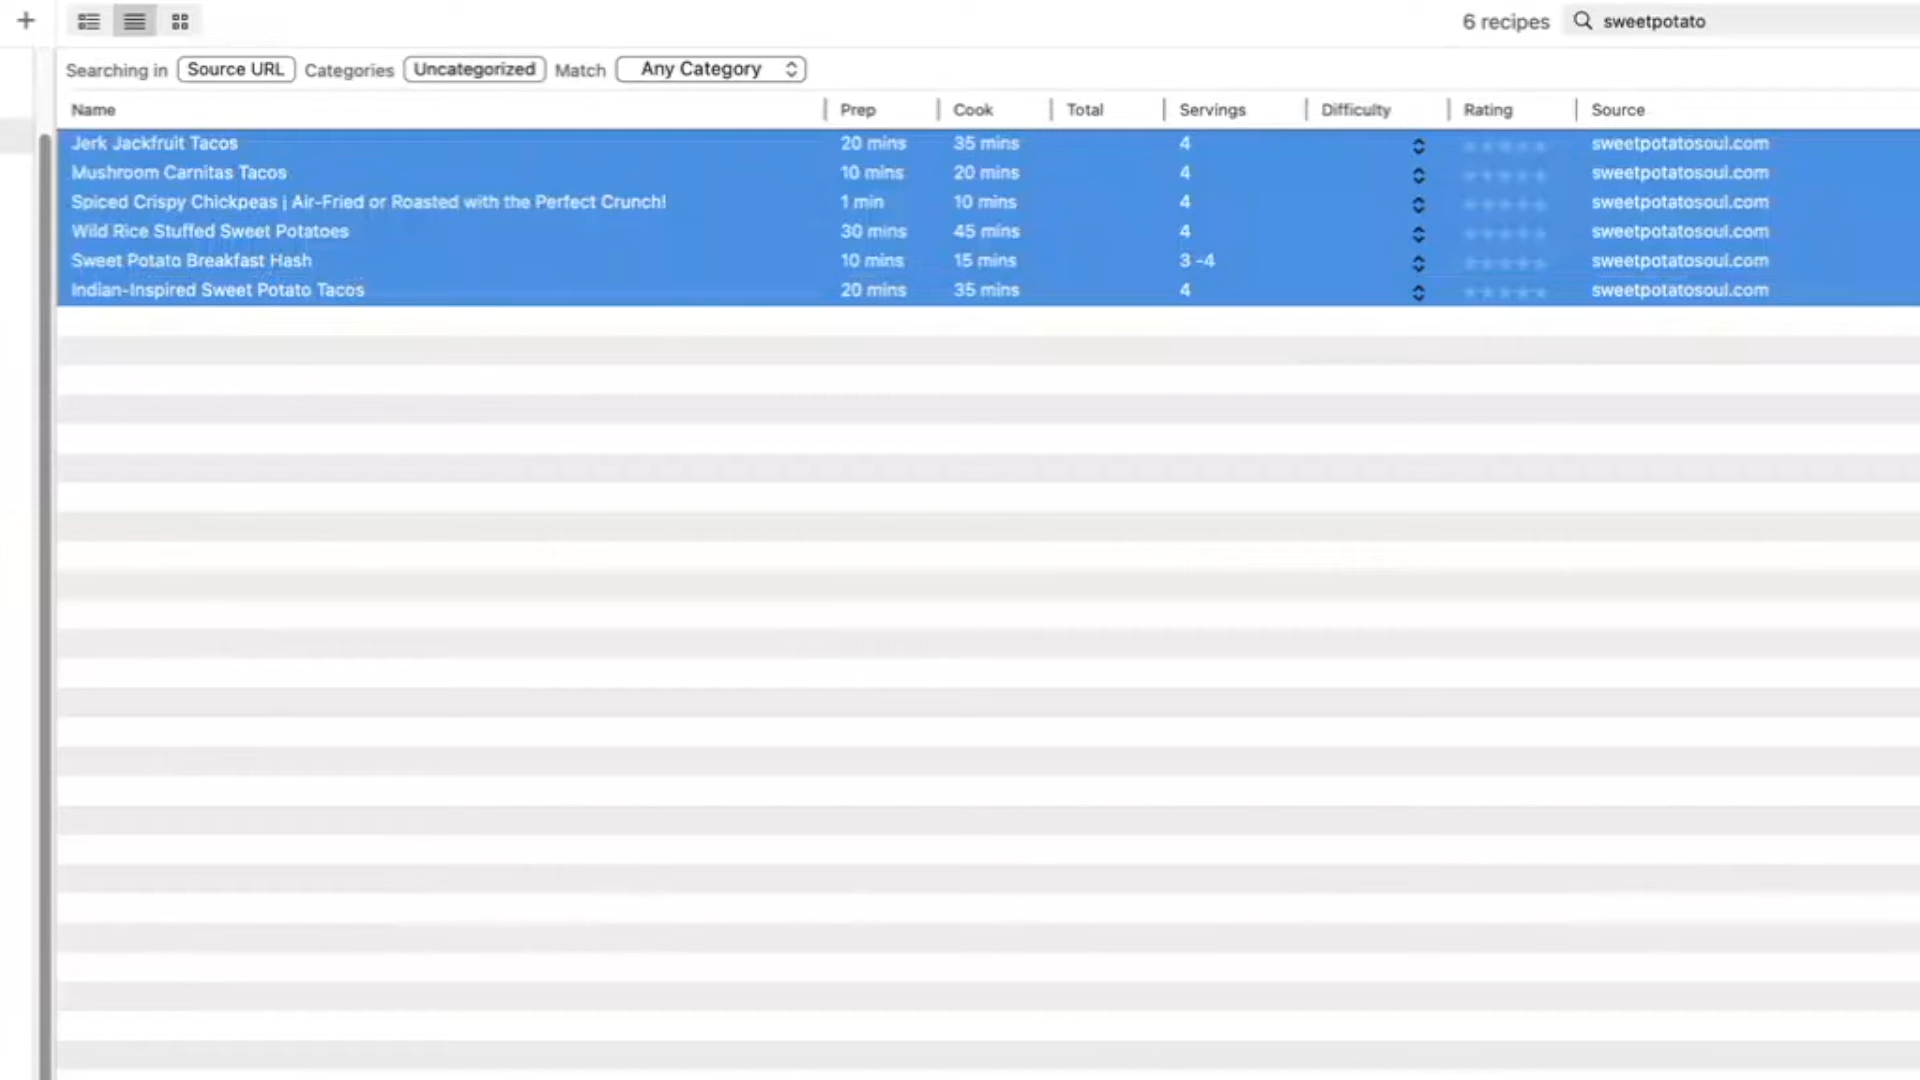 6 recipes sweetpotato
Searching in Source URL Categories Uncategorized Match Any Category
Name Prep Cook Total Servings Difficulty Rating Source
Jerk Jackfruit Tacos 20 mins 35 mins 4 sweetpotatosoul.com
Mushroom Carnitas Tacos 10 mins 20 mins 4 sweetpotatosoul.com
Spiced Crispy Chickpeas | Air-Fried or Roasted with the Perfect Crunch! 1 min 10 mins 4 sweetpotatosoul.com
Wild Rice Stuffed Sweet Potatoes 30 mins 45 mins 4 sweetpotatosoul.com
Sweet Potato Breakfast Hash 10 mins 15 mins 3 -4 sweetpotatosoul.com
Indian-Inspired Sweet Potato Tacos 20 mins 35 mins 4 sweetpotatosoul.com